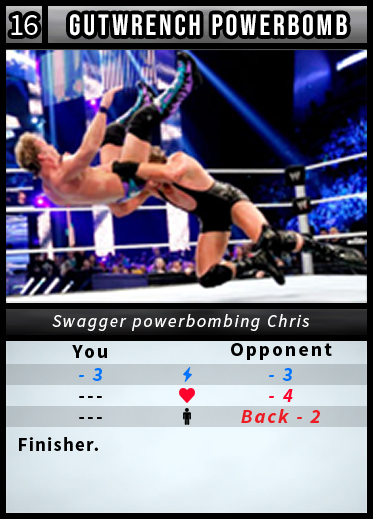 16 GUTWRENCH POWERBOMB
Swagger powerbombing Chris
You Opponent
- 3 - 3
--- - 4
--- Back - 2
Finisher.